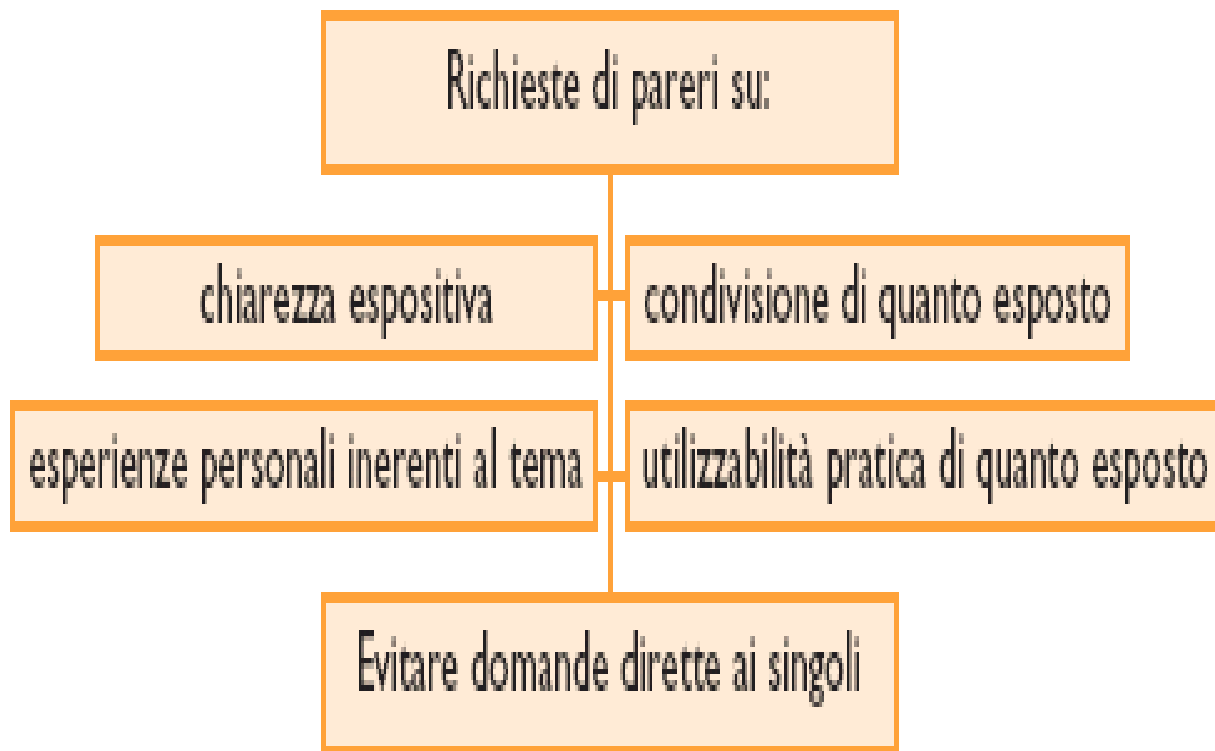 Richieste di pareri su:
chiarezza espositiva
condivisione di quanto esposto
esperienze personali inerenti al tema
utilizzabilità pratica di quanto esposto
Evitare domande dirette ai singoli